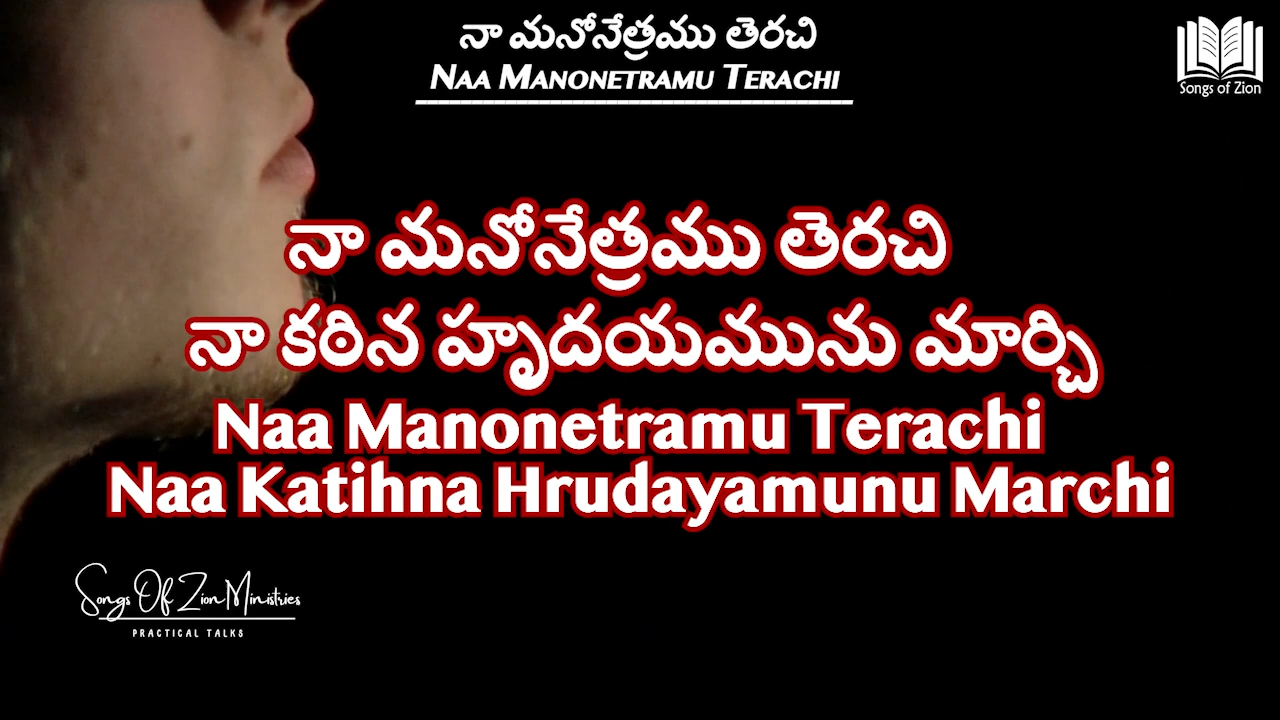 నా మనోనేత్రము తెరచి
Naa Manonetramu Terachi
Songs of Zion
నా మనోనేత్రము తెరచి
నా కఠిన హృదయమును మార్చి
Naa Manonetramu Terachi
Naa Katihna Hrudayamunu Marchi
Songs Of Zion Ministries
PRACTICAL TALKS